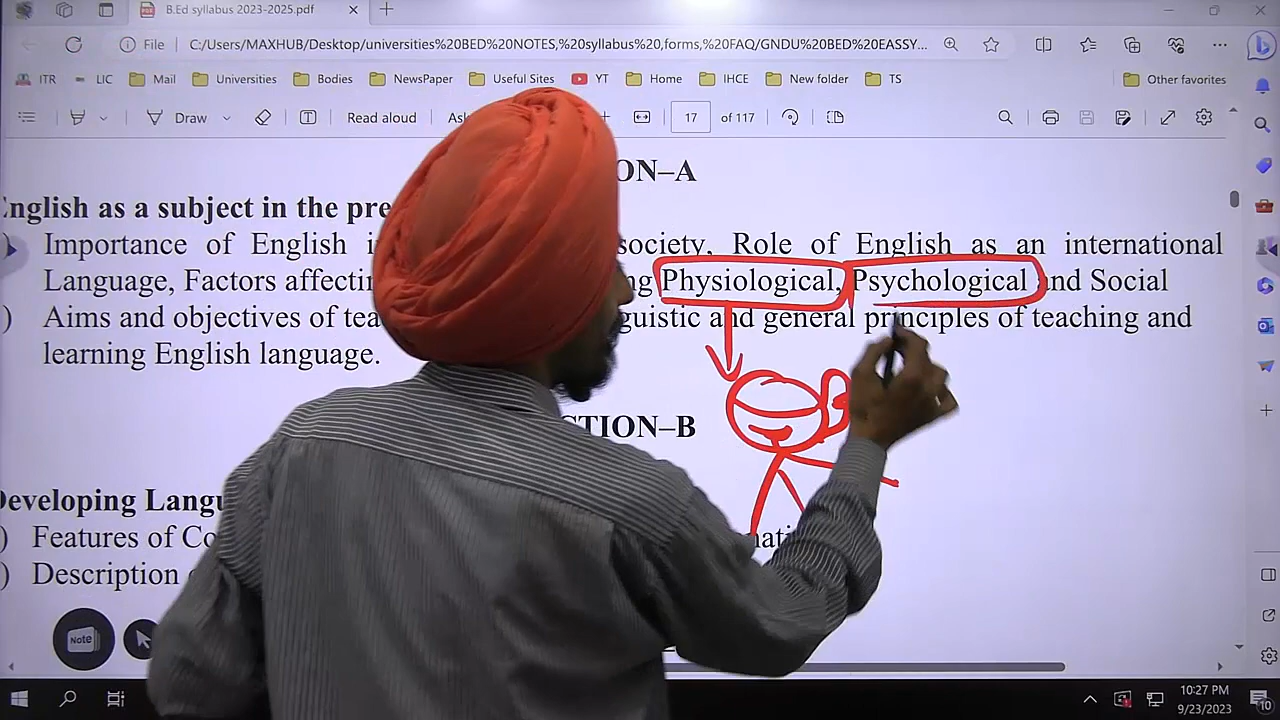 B.Ed syllabus 2023-2025.pdf
File C:/Users/MAXHUB/Desktop/universities%20BED%20NOTES,%20syllabus%20,forms,%20FAQ/GNDU%20BED%20EASSY...
ITR LIC Mail Universities Bodies NewsPaper Useful Sites YT Home IHCE New folder TS Other favorites
Draw Read aloud 17 of 117
ON–A
English as a subject in the pre
Importance of English i society, Role of English as an international
Language, Factors affectin ng Physiological, Psychological and Social
) Aims and objectives of tea guistic and general principles of teaching and
learning English language.
CTION–B
Developing Langu
) Features of Co
) Description
Note
10:27 PM
9/23/2023
10